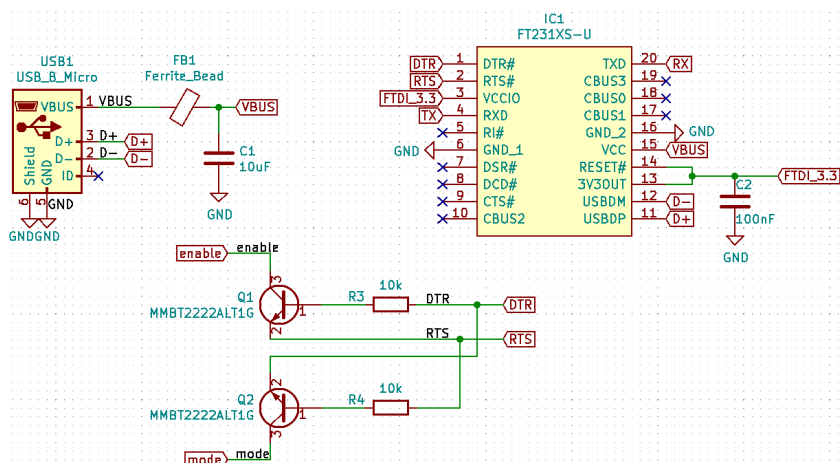 USB1
USB_B_Micro
VBUS 1 VBUS
D+ 3 D+ D+
D- 2 D- D-
ID 4
Shield
GND
6
5
GND
GND
GND
FB1
Ferrite_Bead
VBUS
C1
10uF
GND
IC1
FT231XS-U
DTR 1 DTR#
RTS 2 RTS#
FTDI_3.3 3 VCCIO
TX 4 RXD
5 RI#
GND 6 GND_1
7 DSR#
8 DCD#
9 CTS#
10 CBUS2
TXD 20 RX
CBUS3 19
CBUS0 18
CBUS1 17
GND_2 16 GND
VCC 15 VBUS
RESET# 14
3V3OUT 13
USBDM 12 D-
USBDP 11 D+
FTDI_3.3
C2
100nF
GND
enable enable
3
Q1
MMBT2222ALT1G
1
2
R3 10k
DTR DTR
RTS RTS
2
Q2
MMBT2222ALT1G
1
3
R4 10k
mode mode